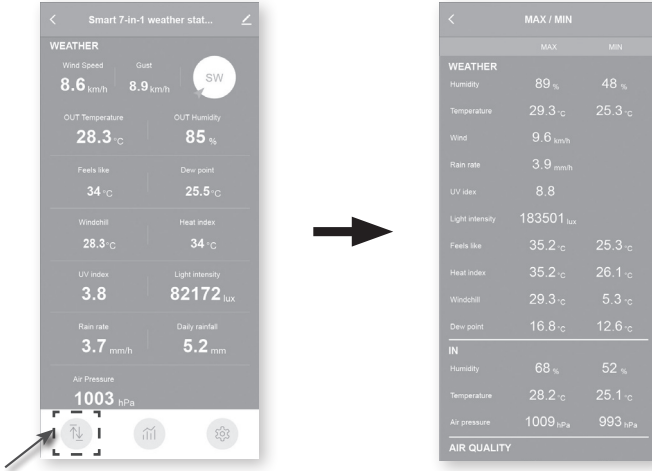 Smart 7-in-1 weather stat...
WEATHER
Wind Speed Gust
8.6 km/h 8.9 km/h SW
OUT Temperature OUT Humidity
28.3 °C 85 %
Feels like Dew point
34 °C 25.5 °C
Windchill Heat index
28.3 °C 34 °C
UV index Light intensity
3.8 82172 lux
Rain rate Daily rainfall
3.7 mm/h 5.2 mm
Air Pressure
1003 hPa
MAX / MIN
MAX MIN
WEATHER
Humidity 89 % 48 %
Temperature 29.3 °C 25.3 °C
Wind 9.6 km/h
Rain rate 3.9 mm/h
UV idex 8.8
Light intensity 183501 lux
Feels like 35.2 °C 25.3 °C
Heat index 35.2 °C 26.1 °C
Windchill 29.3 °C 5.3 °C
Dew point 16.8 °C 12.6 °C
IN
Humidity 68 % 52 %
Temperature 28.2 °C 25.1 °C
Air pressure 1009 hPa 993 hPa
AIR QUALITY